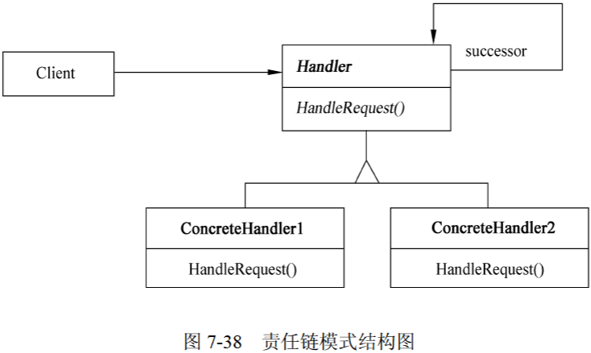 successor
Client
Handler
HandleRequest()
ConcreteHandler1
ConcreteHandler2
HandleRequest()
HandleRequest()
图 7-38 责任链模式结构图